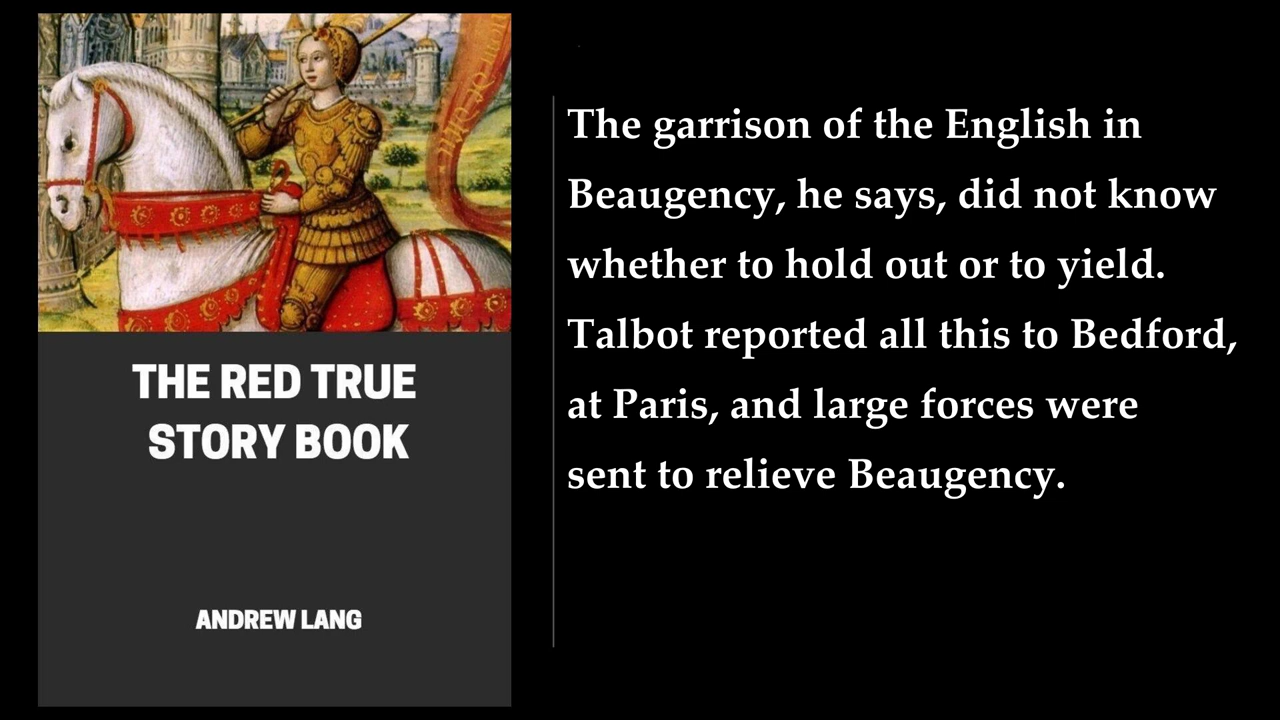 THE RED TRUE
STORY BOOK
ANDREW LANG
The garrison of the English in
Beaugency, he says, did not know
whether to hold out or to yield.
Talbot reported all this to Bedford,
at Paris, and large forces were
sent to relieve Beaugency.